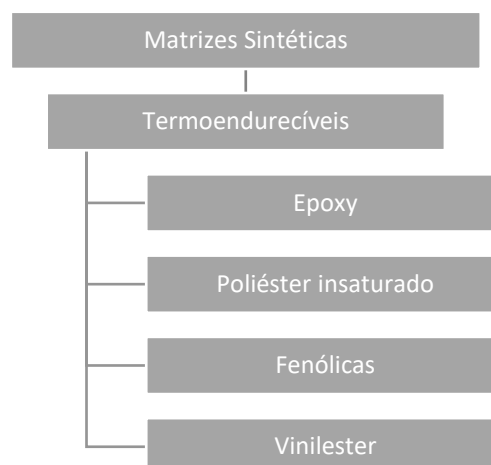 Matrizes Sintéticas
Termoendurecíveis
Epoxy
Poliéster insaturado
Fenólicas
Vinilester